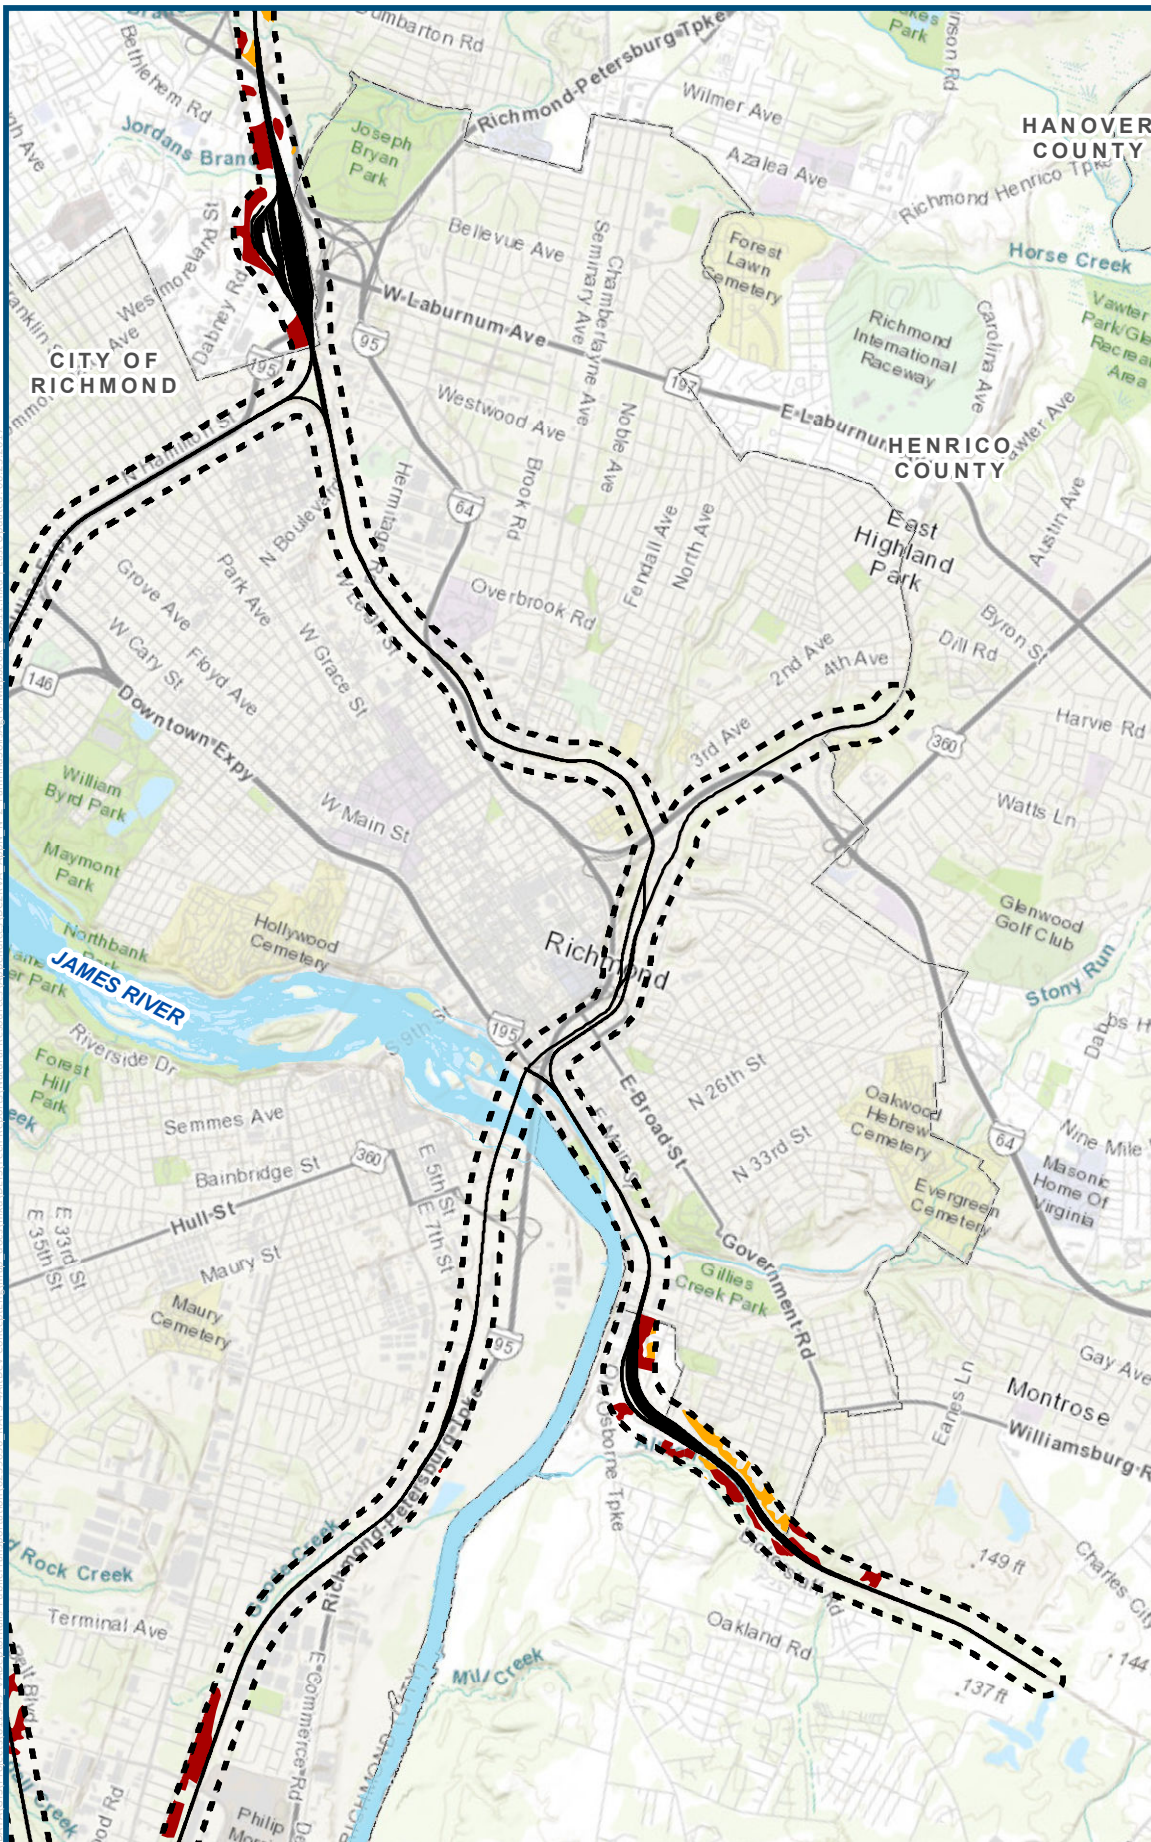 Dumbarton Rd
Bethlehem Rd
Richmond-Petersburg Tpke
Park
Wilmer Ave
Jordans Branch
Joseph
Bryan
Park
HANOVER
COUNTY
Azalea Ave
Richmond Henrico Tpke
Bellevue Ave
Seminary Ave
Chamberlayne Ave
Forest
Lawn
Cemetery
Horse Creek
Westmoreland St
Dabney Rd
W Laburnum Ave
95
Richmond
International
Raceway
Carolina Ave
Vawter
CITY OF
RICHMOND
195
197
Westwood Ave
Noble Ave
E Laburnum
HENRICO
COUNTY
N Hamilton St
Hermitage
Brook Rd
64
N Boulevard
Fendall Ave
North Ave
East
Highland
Park
Austin Ave
Park Ave
Grove Ave
W Leigh St
Overbrook Rd
Byron St
Dill Rd
W Cary St
Floyd Ave
W Grace St
2nd Ave
4th Ave
146
Downtown Expy
3rd Ave
360
Harvie Rd
William
Byrd Park
W Main St
Watts Ln
Maymont
Park
Hollywood
Cemetery
Glenwood
Golf Club
Northbank
Richmond
Stony Run
JAMES RIVER
195
S 9th St
Riverside Dr
Forest
Hill
Park
E Broad St
N 26th St
Oakwood
Hebrew
Cemetery
64
Nine Mile
Semmes Ave
N 33rd St
Masonic
Home Of
Virginia
Bainbridge St
360
E 5th St
E 7th St
Evergreen
Cemetery
Hull St
E 33rd St
E 35th St
Maury St
Government Rd
Gillies
Creek Park
Maury
Cemetery
95
Gay Ave
Eanes Ln
Montrose
Osborne Tpke
Williamsburg R
Richmond-Petersburg Tpke
Rock Creek
Goode Creek
149 ft
Charles City
Terminal Ave
Oakland Rd
E Commerce Rd
Mill Creek
137 ft
144
Philip